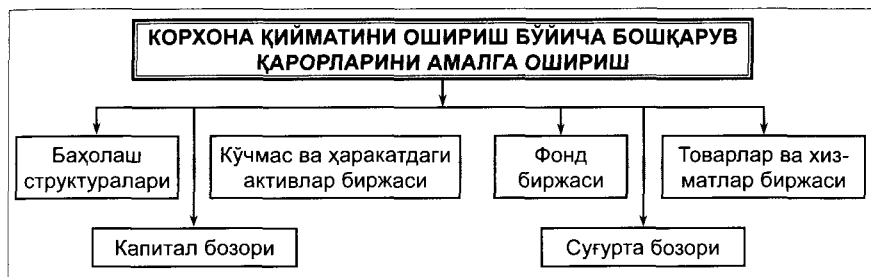 КОРХОНА ҚИЙМАТИНИ ОШИРИШ БЎЙИЧА БОШҚАРУВ
ҚАРОРЛАРИНИ АМАЛГА ОШИРИШ
Баҳолаш
структуралари
Кўчмас ва ҳаракатдаги
активлар биржаси
Фонд
биржаси
Товарлар ва хиз-
матлар биржаси
Капитал бозори
Суғурта бозори